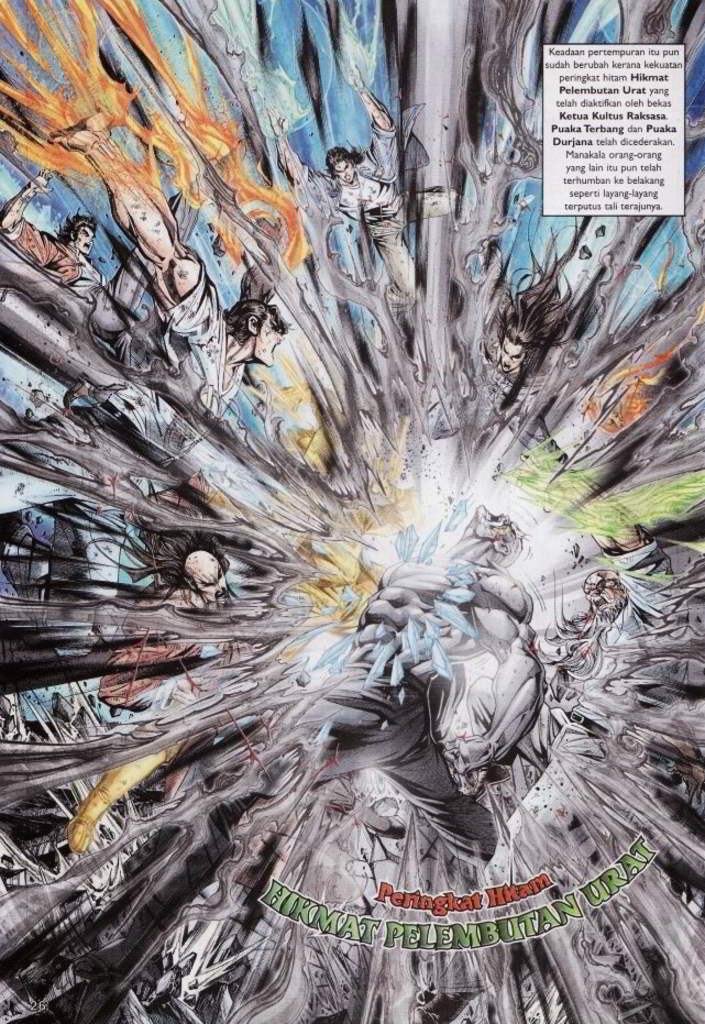 Keadaan pertempuran itu pun
sudah berubah kerana kekuatan
peringkat hitam Hikmat
Pelembutan Urat yang
telah diaktifkan oleh bekas
Ketua Kultus Raksasa.
Puaka Terbang dan Puaka
Durjana telah dicederakan.
Manakala orang-orang
yang lain itu pun telah
terhumban ke belakang
seperti layang-layang
terputus tali terajunya.
Peringkat Hitam
HIKMAT PELEMBUTAN URAT
26